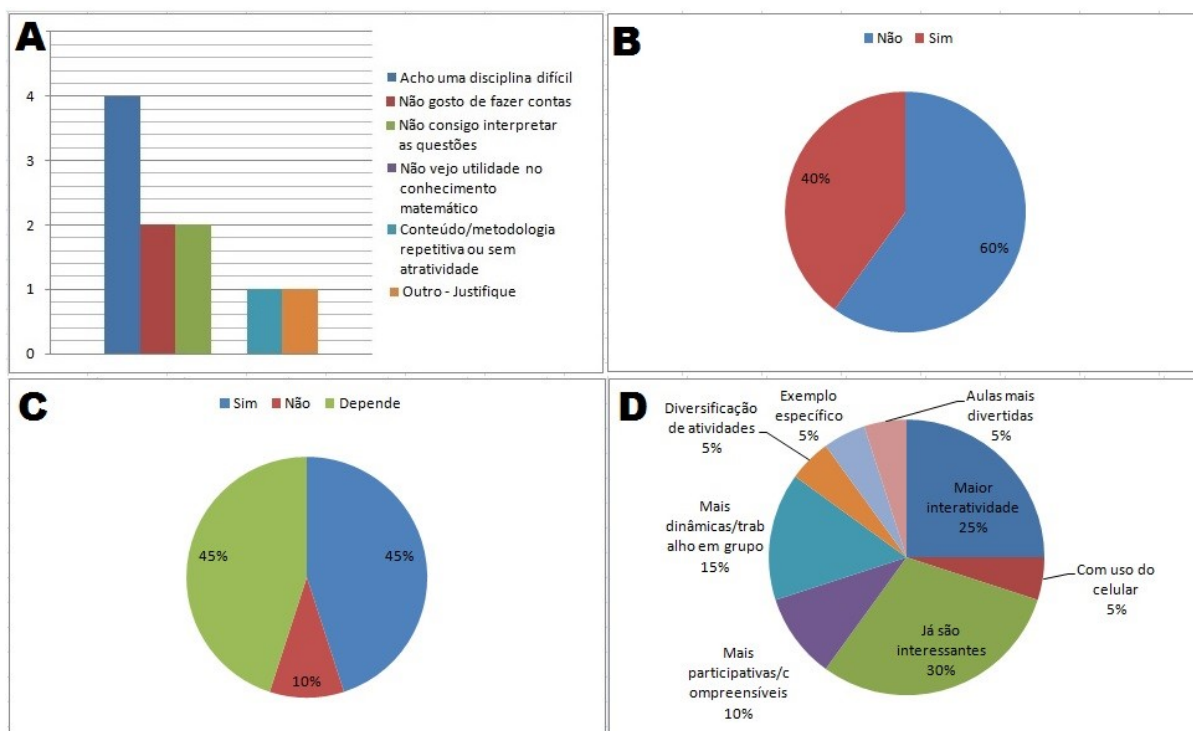 A
Acho uma disciplina difícil
Não gosto de fazer contas
Não consigo interpretar
as questões
Não vejo utilidade no
conhecimento
matemático
Conteúdo/metodologia
repetitiva ou sem
atratividade
Outro - Justifique
4
3
2
1
0
B
Não Sim
40%
60%
C
Sim Não Depende
45%
45%
10%
D
Diversificação
de atividades
5%
Exemplo
específico
5%
Aulas mais
divertidas
5%
Maior
interatividade
25%
Mais
dinâmicas/trab
alho em grupo
15%
Com uso do
celular
5%
Já são
interessantes
30%
Mais
participativas/c
ompreensíveis
10%